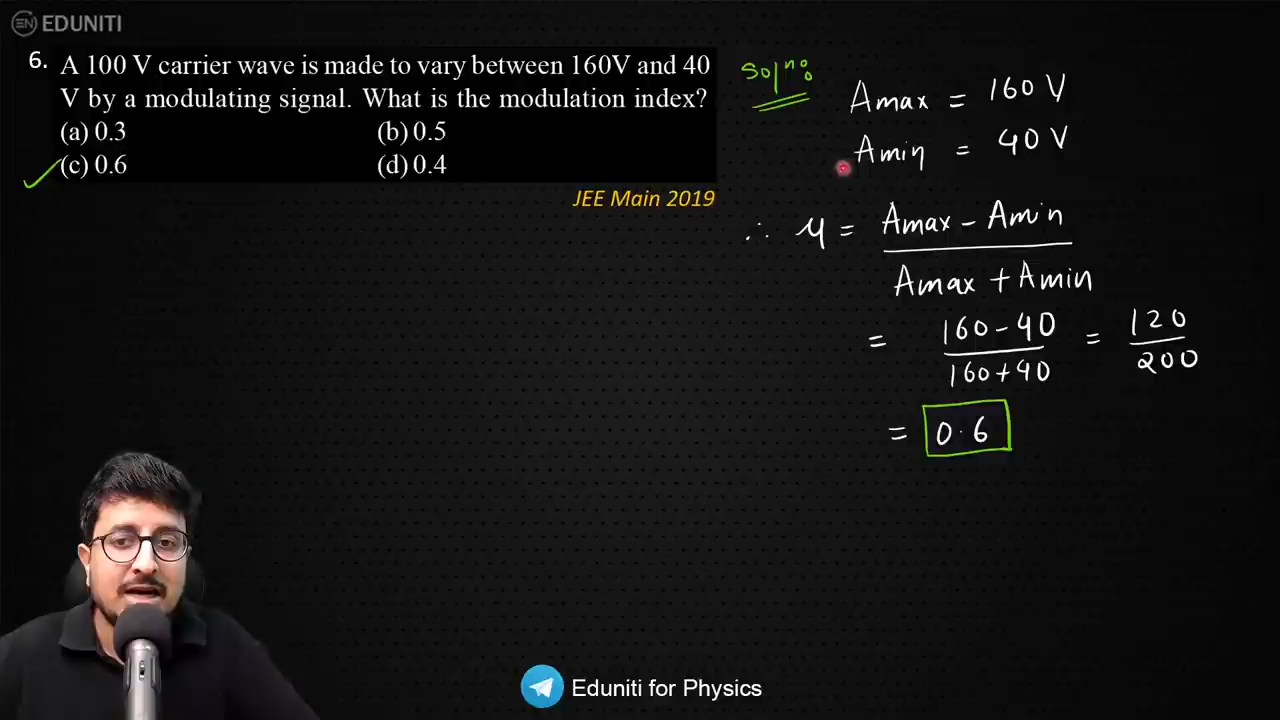 EDUNITI
6. A 100 V carrier wave is made to vary between 160V and 40
V by a modulating signal. What is the modulation index?
(a) 0.3 (b) 0.5
(c) 0.6 (d) 0.4
JEE Main 2019
Solnº
Amax = 160 V
Amin = 40 V
∴ μ = Amax - Amin
Amax + Amin
= 160-40 = 120
160+40 200
= 0.6
Eduniti for Physics